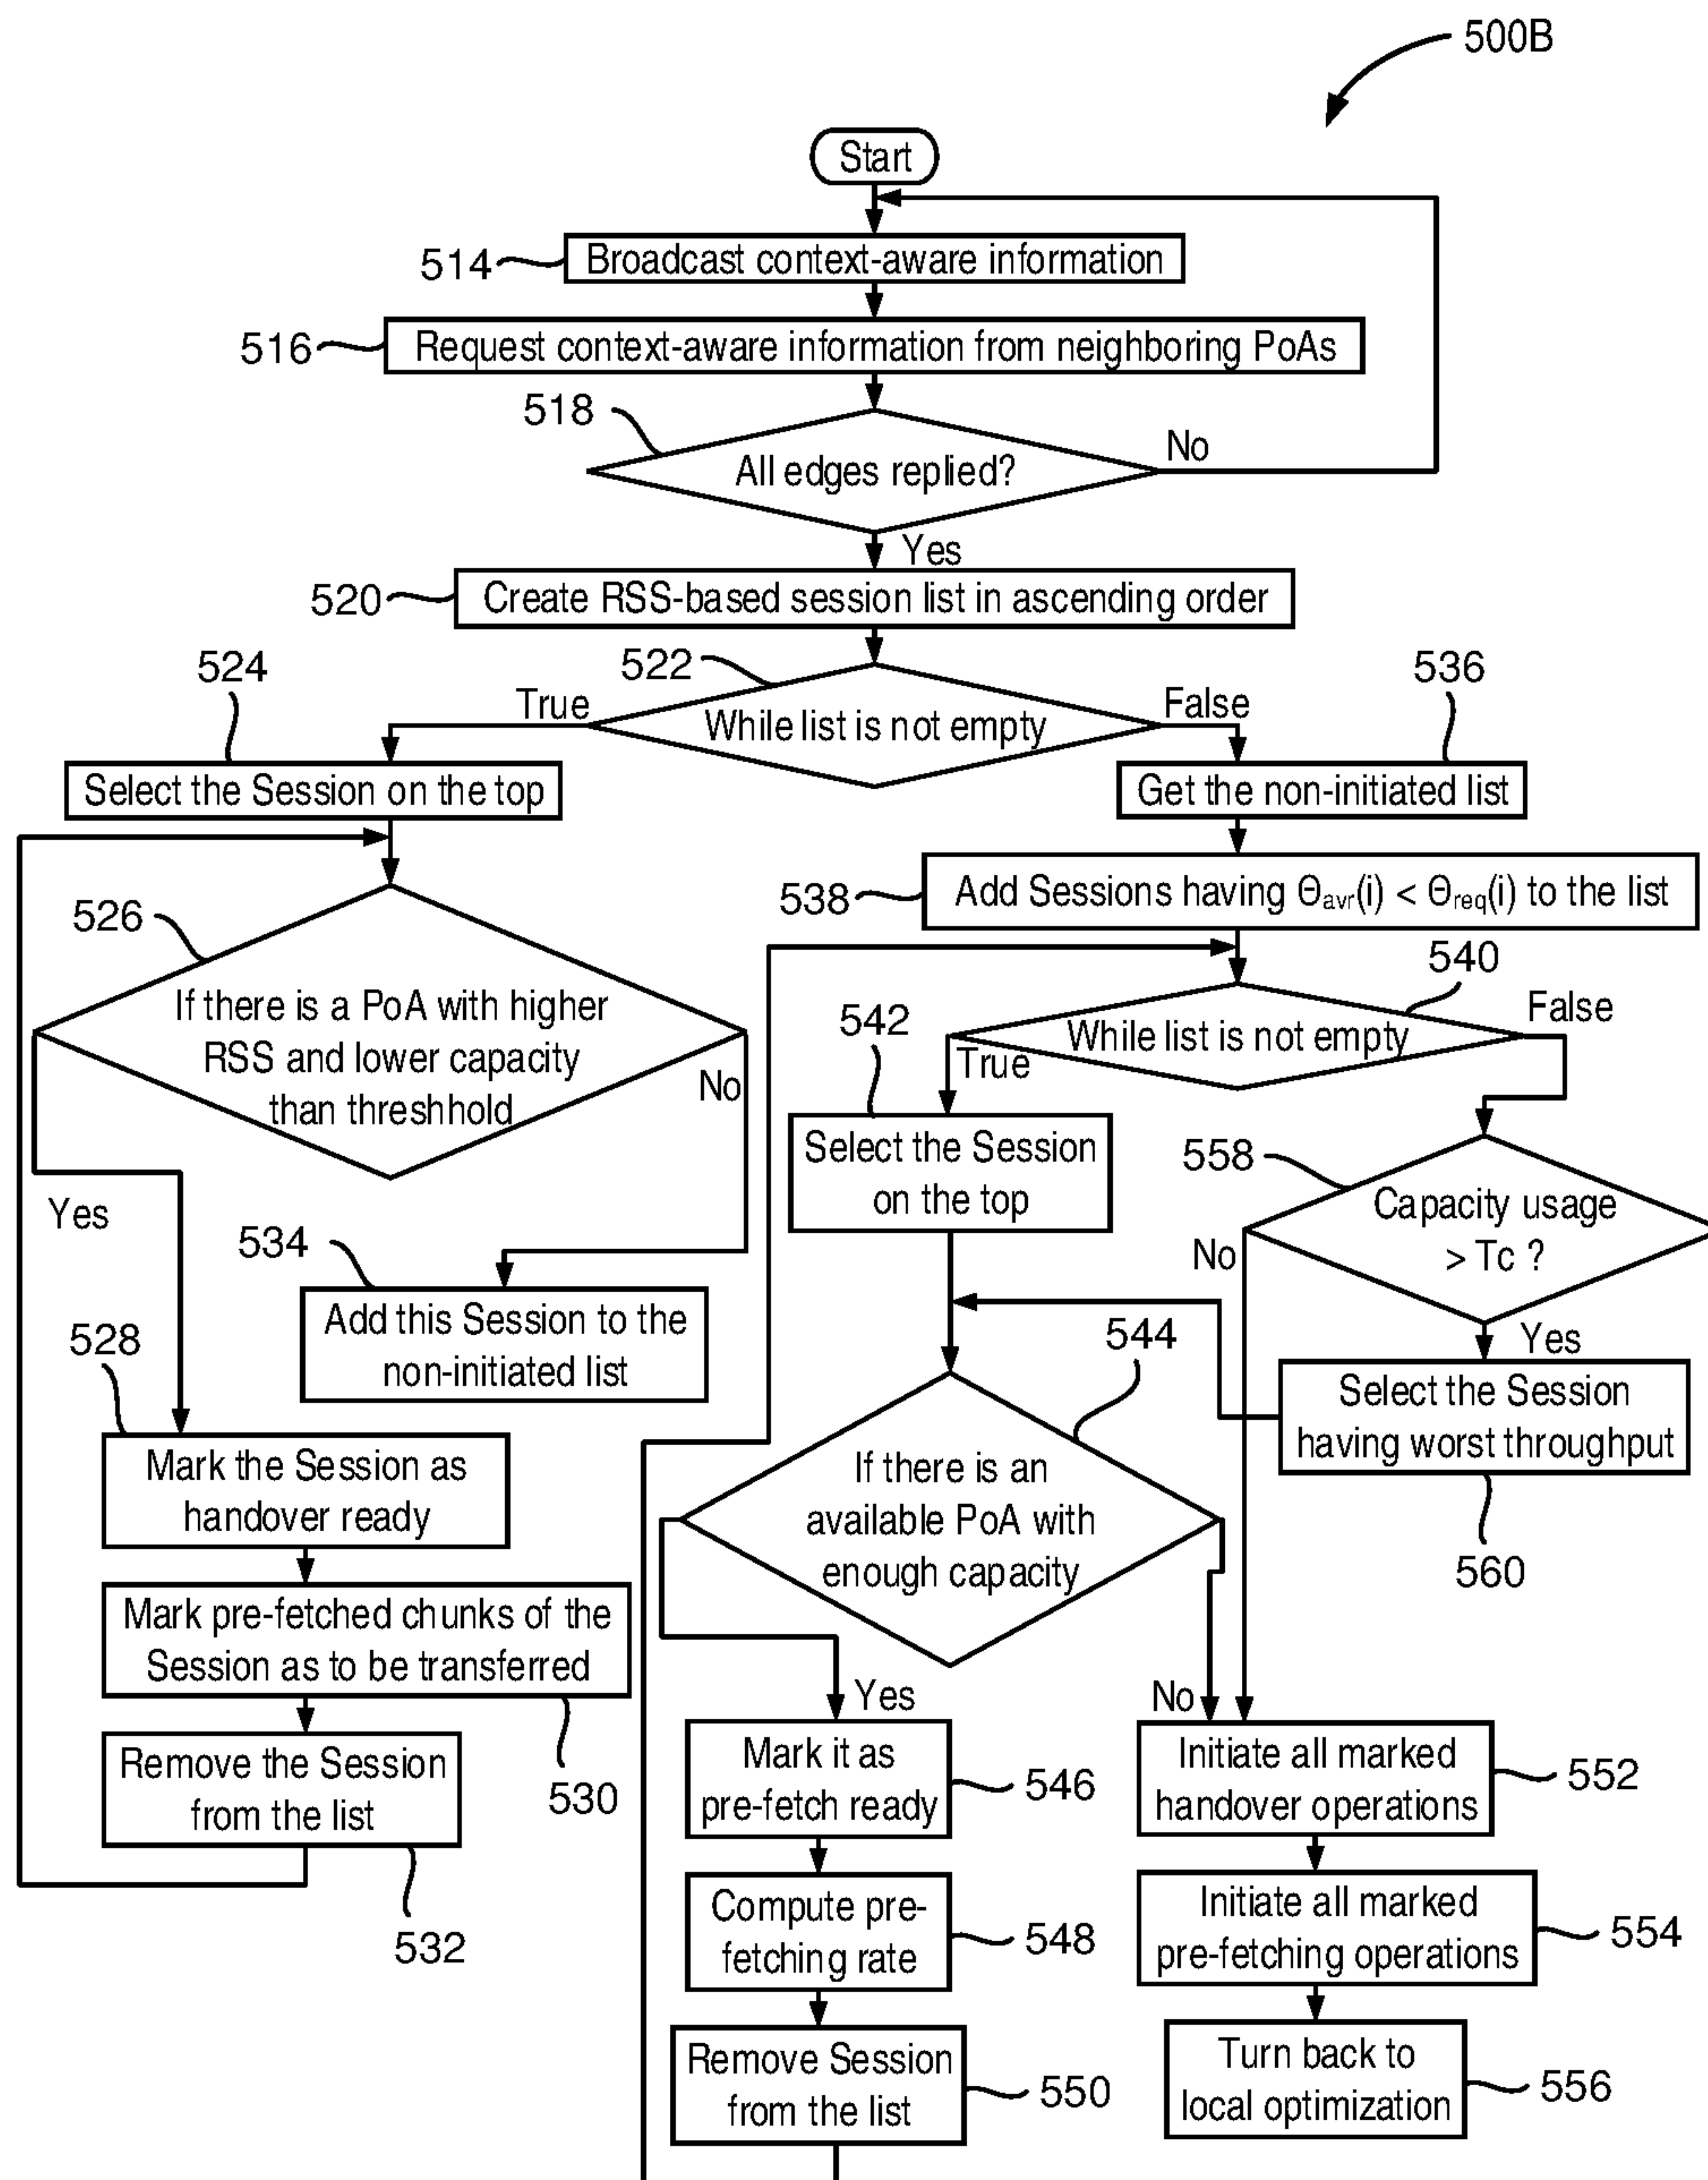 500B
Start
514
Broadcast context-aware information
516
Request context-aware information from neighboring PoAs
518
All edges replied?
No
Yes
520
Create RSS-based session list in ascending order
524
522
536
True
While list is not empty
False
Select the Session on the top
Get the non-initiated list
538
Add Sessions having Θavr(i) < Θreq(i) to the list
526
If there is a PoA with higher
RSS and lower capacity
than threshhold
No
Yes
540
542
While list is not empty
False
True
Select the Session
on the top
558
Capacity usage
> Tc ?
No
Yes
534
Add this Session to the
non-initiated list
528
Mark the Session as
handover ready
544
If there is an
available PoA with
enough capacity
Select the Session
having worst throughput
560
Mark pre-fetched chunks of the
Session as to be transferred
530
Remove the Session
from the list
532
Yes
No
Mark it as
pre-fetch ready
546
Initiate all marked
handover operations
552
Compute pre-
fetching rate
548
Initiate all marked
pre-fetching operations
554
Remove Session
from the list
550
Turn back to
local optimization
556